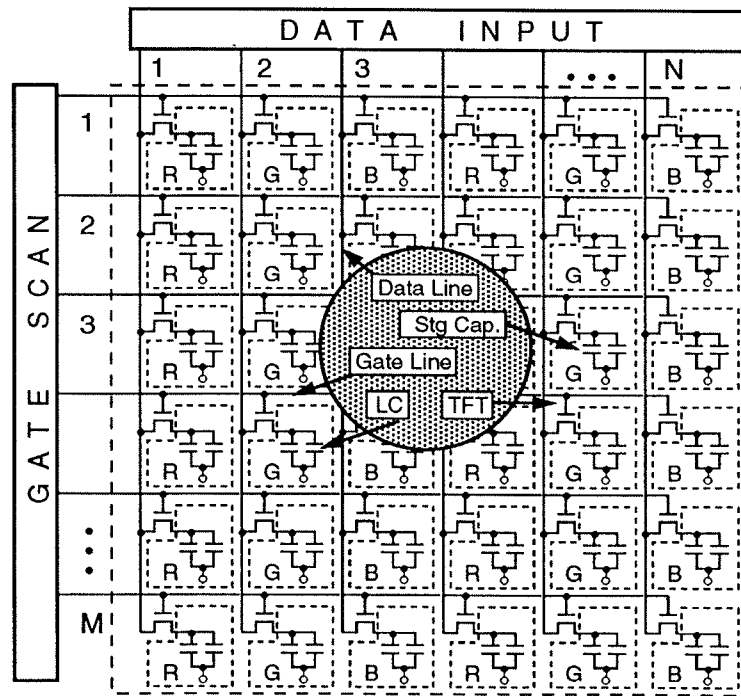 DATA INPUT
1 2 3 ... N
GATE SCAN
1
R G B R G B
2
R G G B
Data Line
3
Stg Cap.
R G G B
Gate Line
LC TFT
R G B R G B
...
R G B R G B
M
R G B R G B